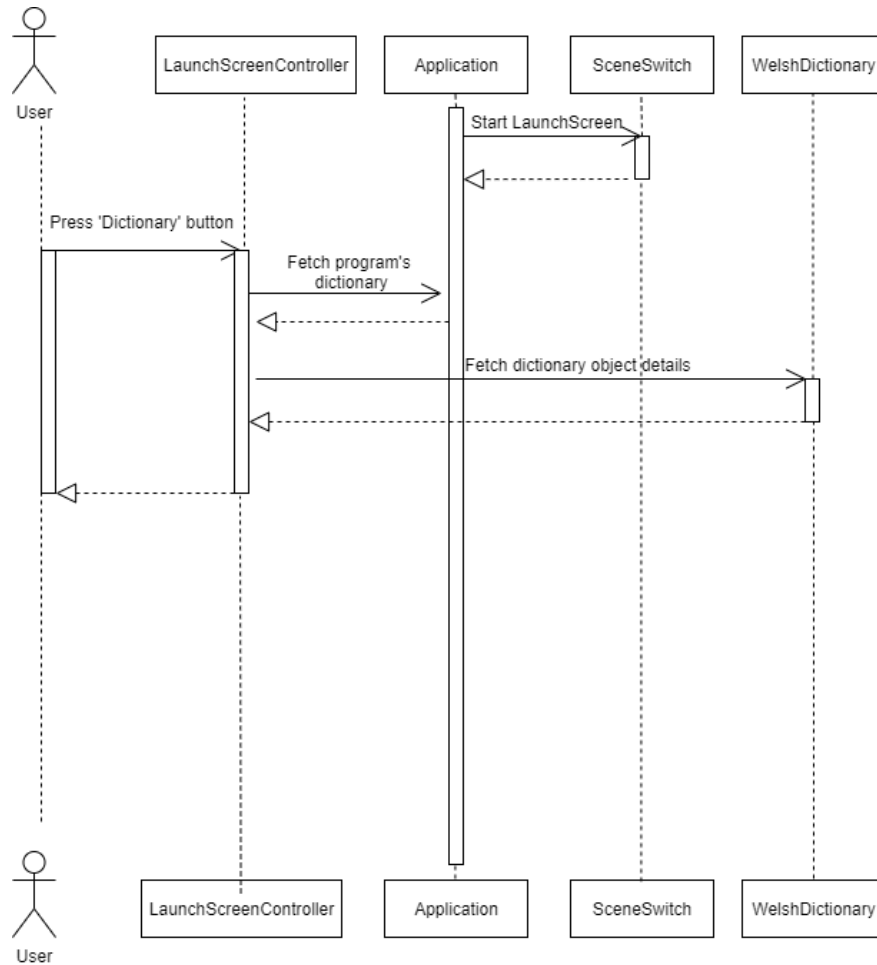 User
LaunchScreenController
Application
SceneSwitch
WelshDictionary
Start LaunchScreen
Press 'Dictionary' button
Fetch program's
dictionary
Fetch dictionary object details
User
LaunchScreenController
Application
SceneSwitch
WelshDictionary